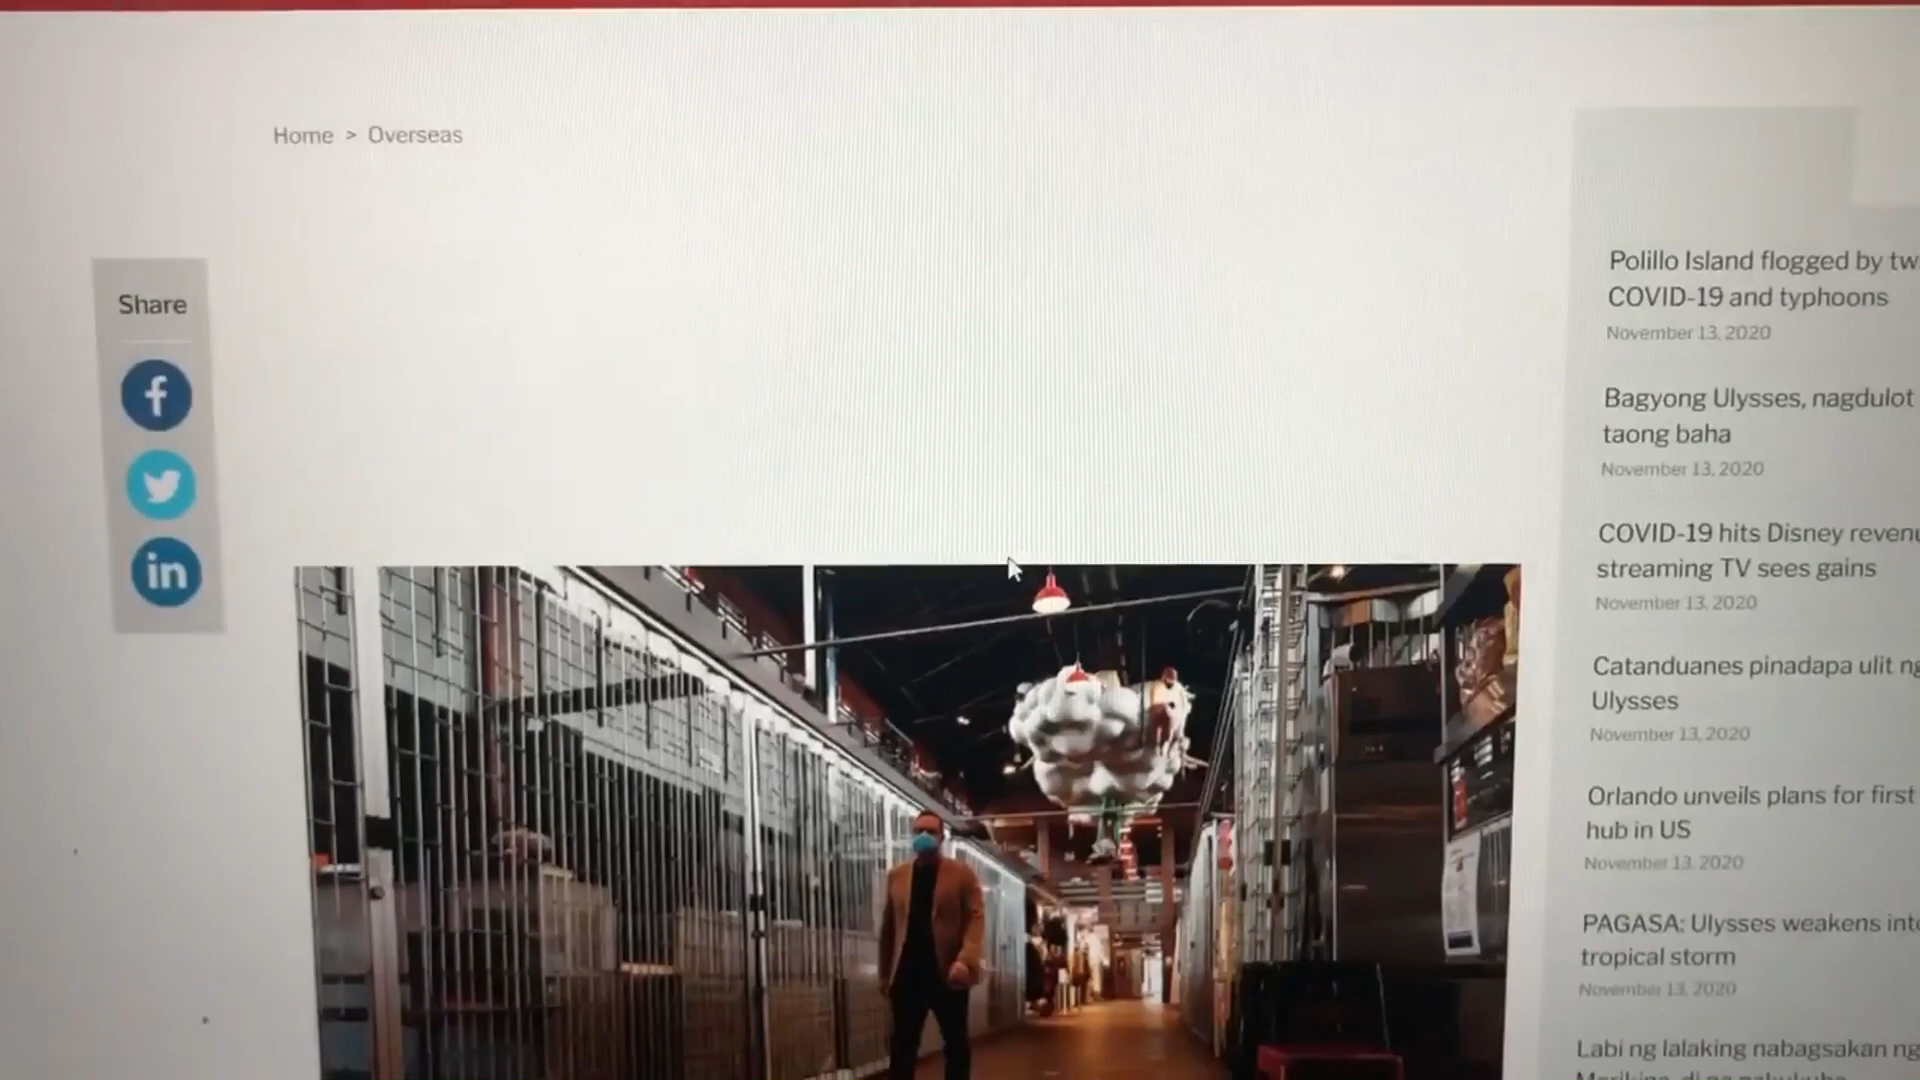 Home > Overseas
Share
Polillo Island flogged by
COVID-19 and typhoons
November 13, 2020
Bagyong Ulysses, nagdulot
taong baha
November 13, 2020
COVID-19 hits Disney
streaming TV sees gains
November 13, 2020
Catanduanes pinadapa ulit ng
Ulysses
November 13, 2020
Orlando unveils plans for first
hub in US
November 13, 2020
PAGASA: Ulysses weakens
tropical storm
November 13, 2020
Labi ng lalaking nabagsakan ng